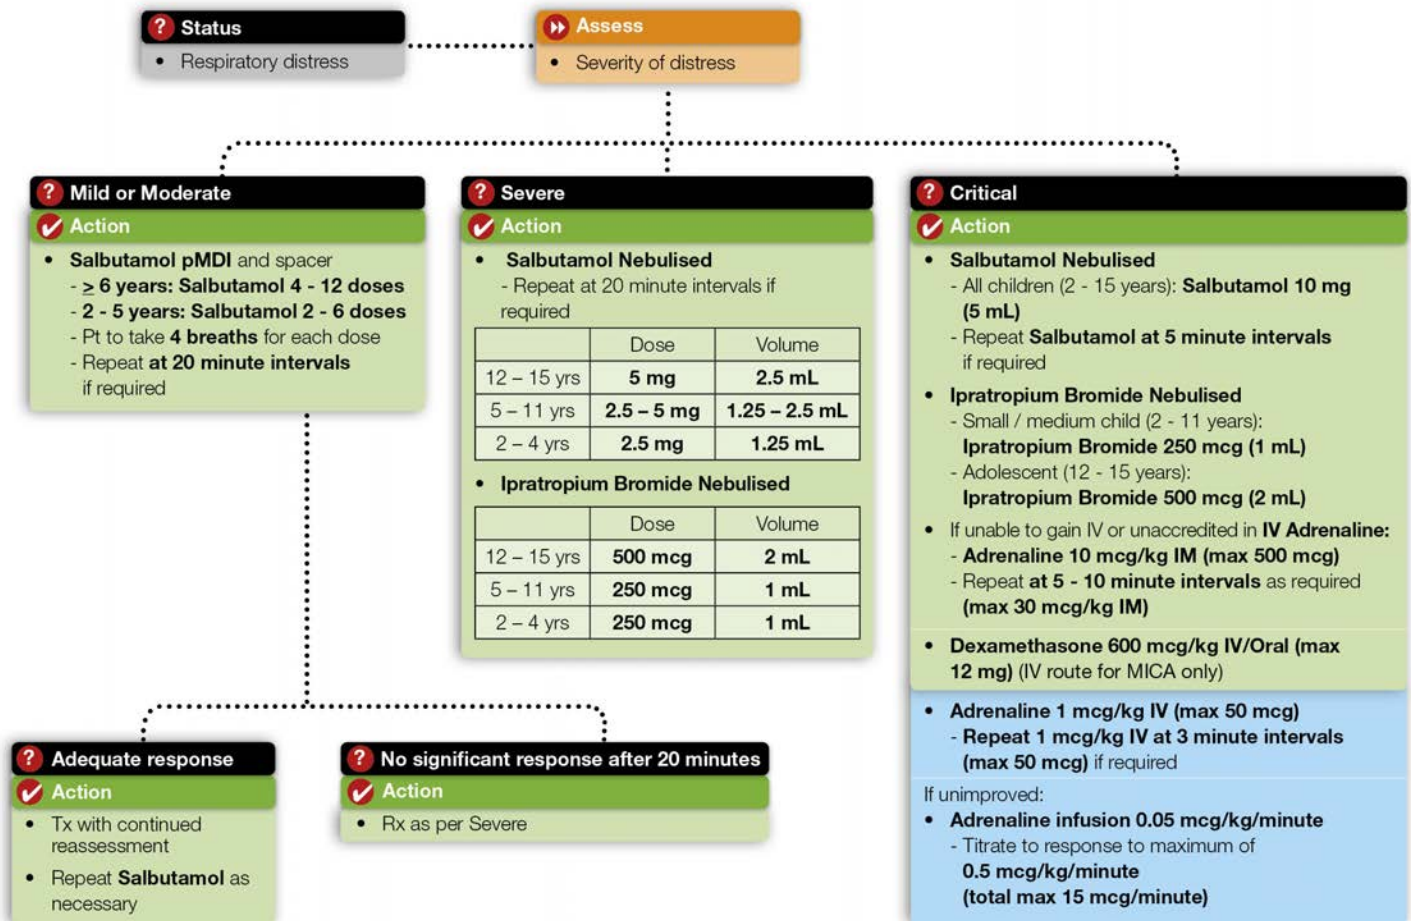 ? Status
• Respiratory distress
Assess
• Severity of distress
? Mild or Moderate
Action
• Salbutamol pMDI and spacer
- ≥ 6 years: Salbutamol 4 - 12 doses
- 2 - 5 years: Salbutamol 2 - 6 doses
- Pt to take 4 breaths for each dose
- Repeat at 20 minute intervals
if required
? Severe
Action
• Salbutamol Nebulised
- Repeat at 20 minute intervals if
required
Dose Volume
12 – 15 yrs 5 mg 2.5 mL
5 – 11 yrs 2.5 – 5 mg 1.25 – 2.5 mL
2 – 4 yrs 2.5 mg 1.25 mL
• Ipratropium Bromide Nebulised
Dose Volume
12 – 15 yrs 500 mcg 2 mL
5 – 11 yrs 250 mcg 1 mL
2 – 4 yrs 250 mcg 1 mL
? Critical
Action
• Salbutamol Nebulised
- All children (2 - 15 years): Salbutamol 10 mg
(5 mL)
- Repeat Salbutamol at 5 minute intervals
if required
• Ipratropium Bromide Nebulised
- Small / medium child (2 - 11 years):
Ipratropium Bromide 250 mcg (1 mL)
- Adolescent (12 - 15 years):
Ipratropium Bromide 500 mcg (2 mL)
• If unable to gain IV or unaccredited in IV Adrenaline:
- Adrenaline 10 mcg/kg IM (max 500 mcg)
- Repeat at 5 - 10 minute intervals as required
(max 30 mcg/kg IM)
• Dexamethasone 600 mcg/kg IV/Oral (max
12 mg) (IV route for MICA only)
• Adrenaline 1 mcg/kg IV (max 50 mcg)
- Repeat 1 mcg/kg IV at 3 minute intervals
(max 50 mcg) if required
If unimproved:
• Adrenaline infusion 0.05 mcg/kg/minute
- Titrate to response to maximum of
0.5 mcg/kg/minute
(total max 15 mcg/minute)
? Adequate response
Action
• Tx with continued
reassessment
• Repeat Salbutamol as
necessary
? No significant response after 20 minutes
Action
• Rx as per Severe